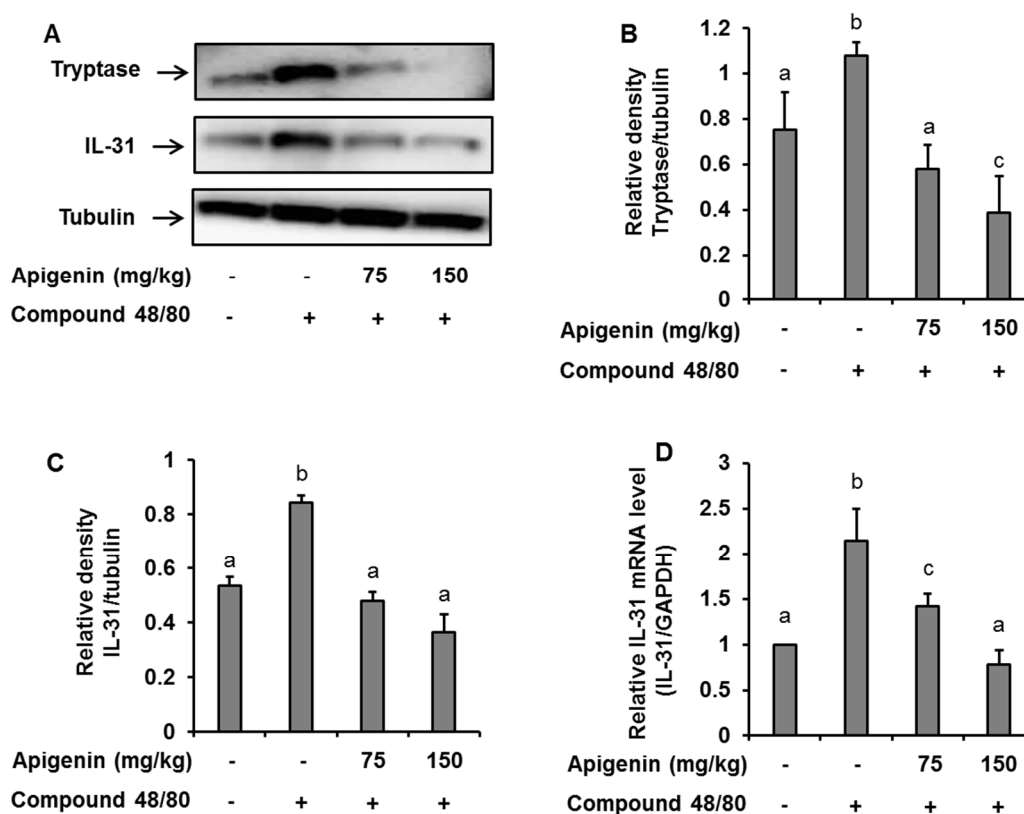 A
Tryptase
IL-31
Tubulin
Apigenin (mg/kg) - - 75 150
Compound 48/80 - + + +
B
Relative density
Tryptase/tubulin
1.2
1
0.8
0.6
0.4
0.2
0
a b a c
Apigenin (mg/kg) - - 75 150
Compound 48/80 - + + +
C
Relative density
IL-31/tubulin
1
0.8
0.6
0.4
0.2
0
a b a a
Apigenin (mg/kg) - - 75 150
Compound 48/80 - + + +
D
Relative IL-31 mRNA level
(IL-31/GAPDH)
3
2.5
2
1.5
1
0.5
0
a b c a
Apigenin (mg/kg) - - 75 150
Compound 48/80 - + + +